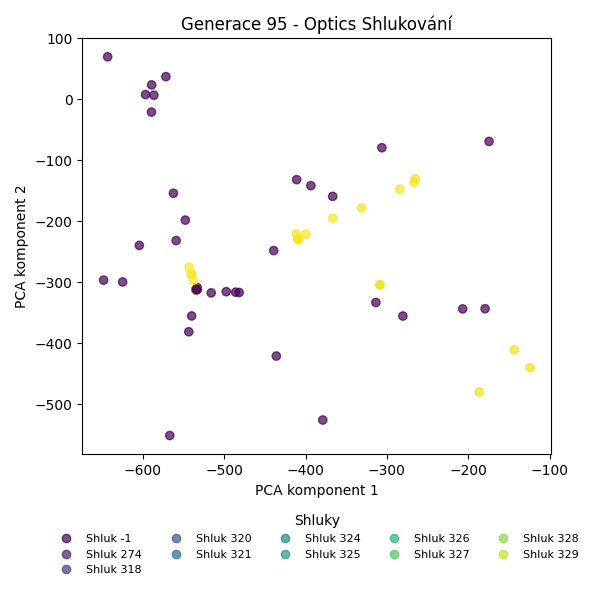 Generace 95 - Optics Shlukování
100
0
−100
−200
−300
−400
−500
PCA komponent 2
−600 −500 −400 −300 −200 −100
PCA komponent 1
Shluky
Shluk -1 Shluk 320 Shluk 324 Shluk 326 Shluk 328
Shluk 274 Shluk 321 Shluk 325 Shluk 327 Shluk 329
Shluk 318